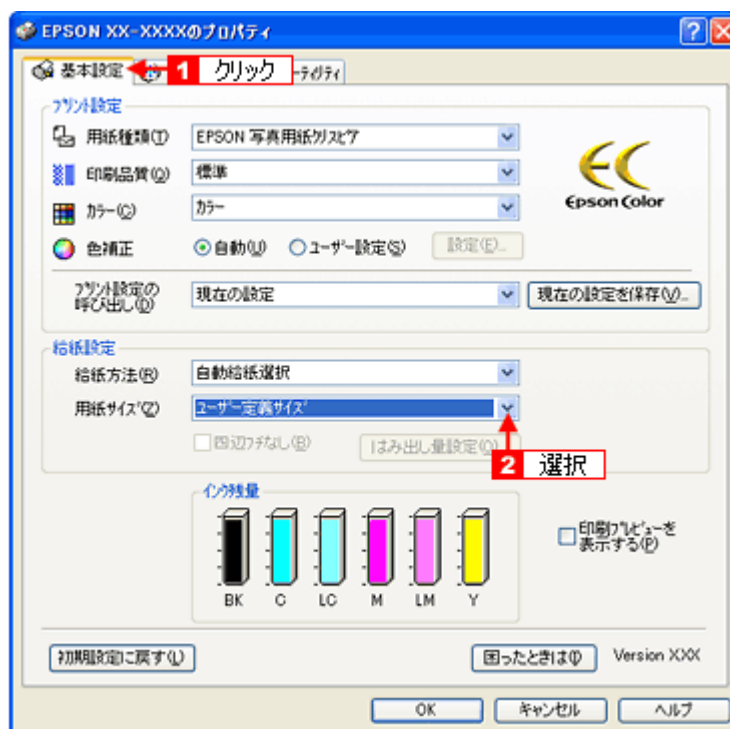 EPSON XX-XXXXのプロパティ
基本設定 1 クリック ーティリティ
プリント設定
用紙種類(T) EPSON 写真用紙クリスピア
印刷品質(Q) 標準
カラー(C) カラー
Epson Color
色補正 自動(U) ユーザー設定(S) 設定(E)...
プリント設定の
呼び出し(D)
現在の設定 現在の設定を保存(V)...
給紙設定
給紙方法(R) 自動給紙選択
用紙サイズ(Z) ユーザー定義サイズ
四辺フチなし(B) はみ出し量設定(O)
2 選択
インク残量
BK C LC M LM Y
印刷プレビューを
表示する(P)
初期設定に戻す(L) 困ったときは(I) Version X.XX
OK キャンセル ヘルプ